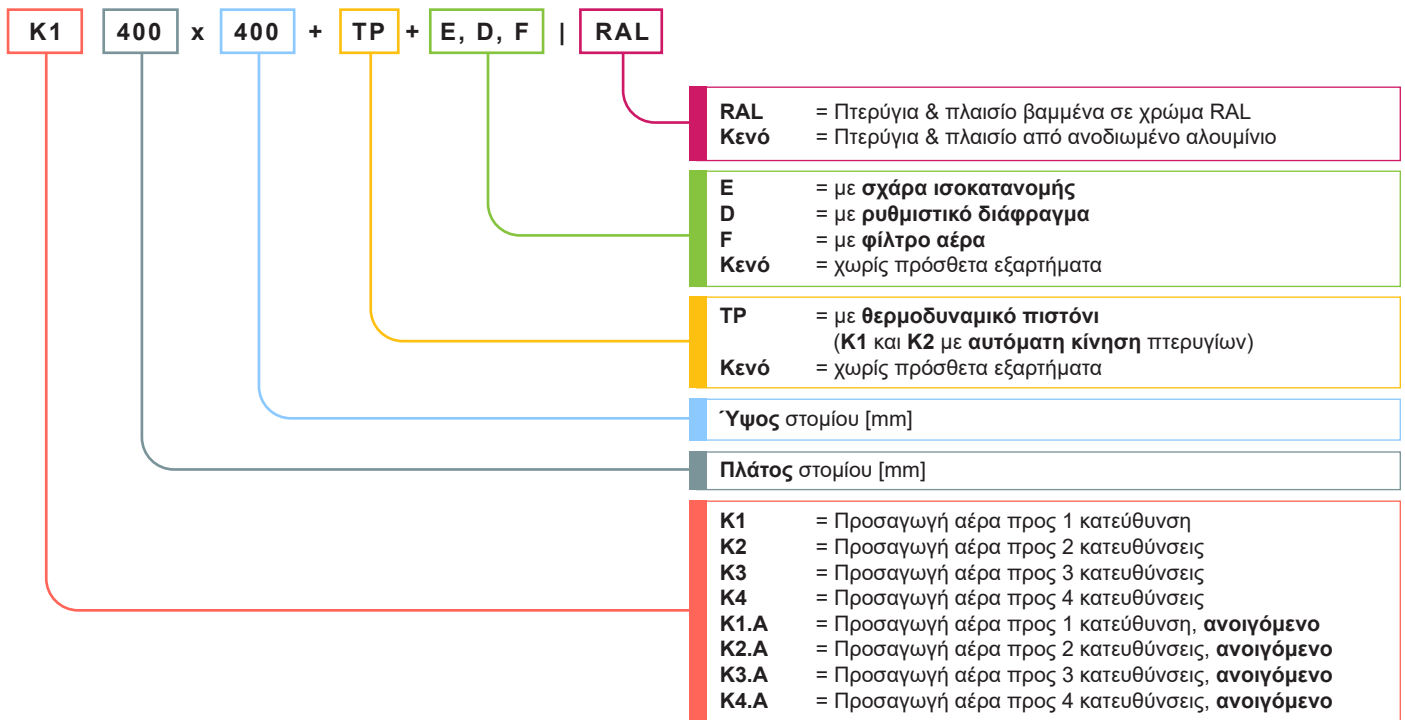 K1 400 x 400 + TP + E, D, F | RAL
RAL = Πτερύγια & πλαισίο βαμμένα σε χρώμα RAL
Κενό = Πτερύγια & πλαισίο από ανοδιωμένο αλουμίνιο
E = με σχάρα ισοκατανομής
D = με ρυθμιστικό διάφραγμα
F = με φίλτρο αέρα
Κενό = χωρίς πρόσθετα εξαρτήματα
TP = με θερμοδυναμικό πιστόνι
(K1 και K2 με αυτόματη κίνηση πτερυγίων)
Κενό = χωρίς πρόσθετα εξαρτήματα
Ύψος στομίου [mm]
Πλάτος στομίου [mm]
K1 = Προσαγωγή αέρα προς 1 κατεύθυνση
K2 = Προσαγωγή αέρα προς 2 κατευθύνσεις
K3 = Προσαγωγή αέρα προς 3 κατευθύνσεις
K4 = Προσαγωγή αέρα προς 4 κατευθύνσεις
K1.A = Προσαγωγή αέρα προς 1 κατεύθυνση, ανοιγόμενο
K2.A = Προσαγωγή αέρα προς 2 κατευθύνσεις, ανοιγόμενο
K3.A = Προσαγωγή αέρα προς 3 κατευθύνσεις, ανοιγόμενο
K4.A = Προσαγωγή αέρα προς 4 κατευθύνσεις, ανοιγόμενο